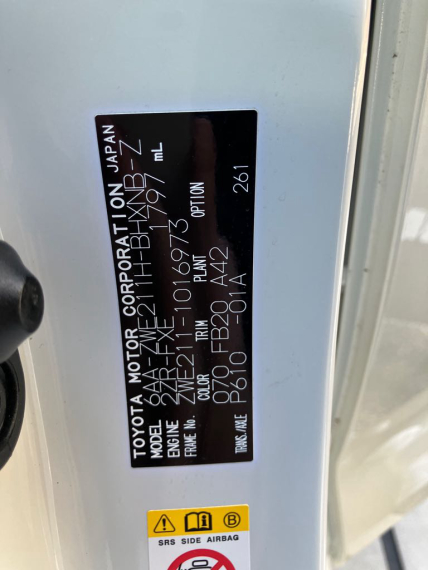 TOYOTA MOTOR CORPORATION JAPAN
MODEL 6AA-ZWE211H-BHXNB-Z
ENGINE 2ZR-FXE 1797 mL
FRAME No. ZWE211-1016973
COLOR TRIM PLANT OPTION
070 FB20 A42
TRANS./AXLE P610 -01A 261
B
SRS SIDE AIRBAG